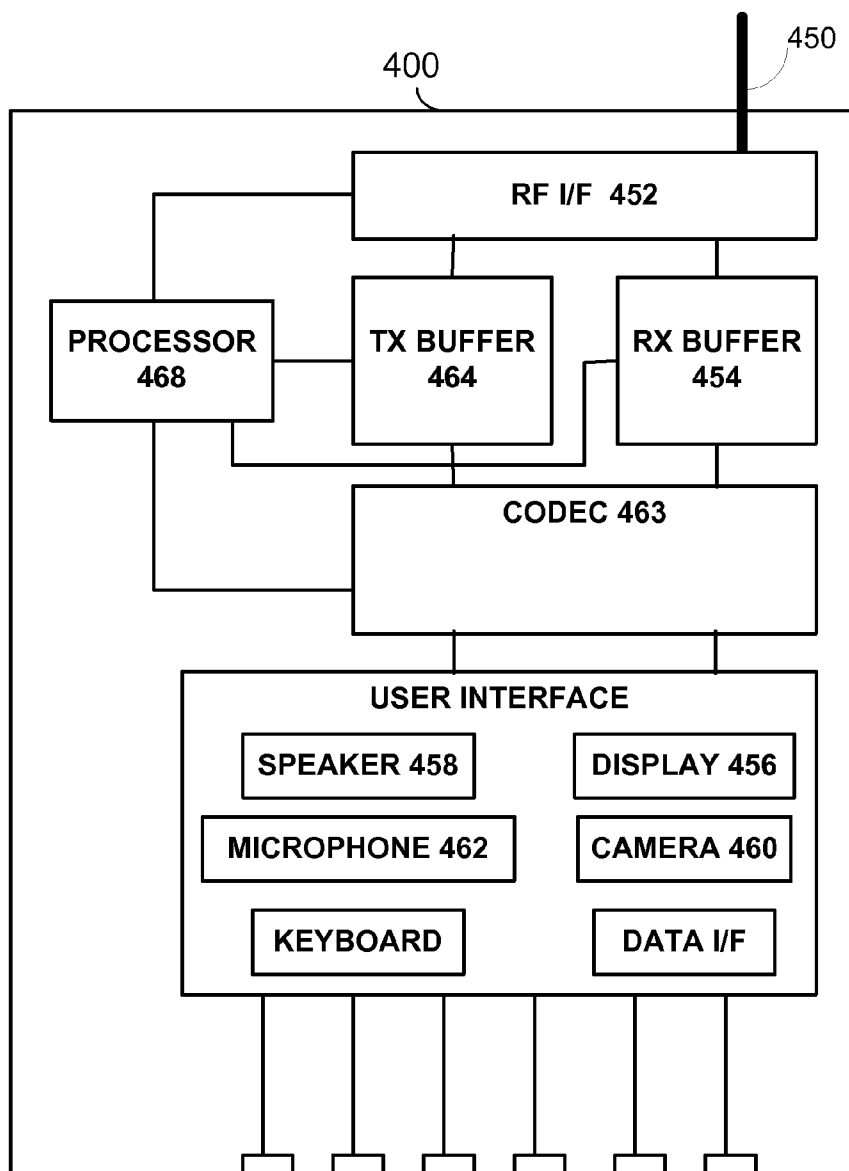 450
400
RF I/F 452
PROCESSOR
468
TX BUFFER
464
RX BUFFER
454
CODEC 463
USER INTERFACE
SPEAKER 458
DISPLAY 456
MICROPHONE 462
CAMERA 460
KEYBOARD
DATA I/F